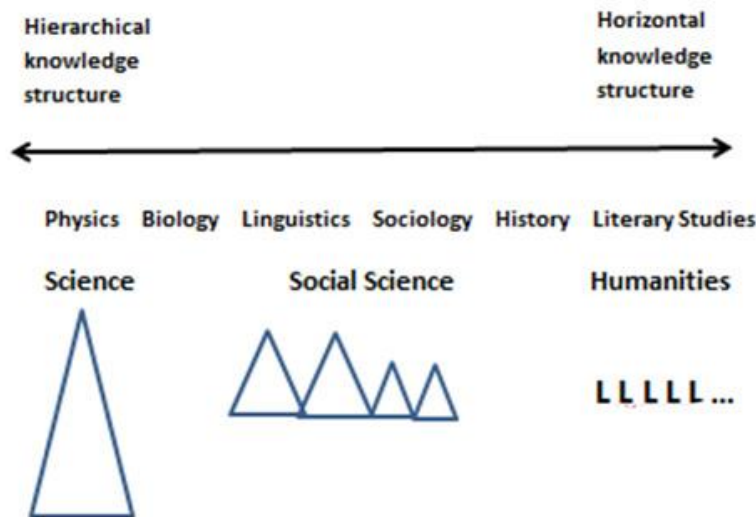 Hierarchical
knowledge
structure
Horizontal
knowledge
structure
Physics Biology Linguistics Sociology History Literary Studies
Science Social Science Humanities
L L L L L ...